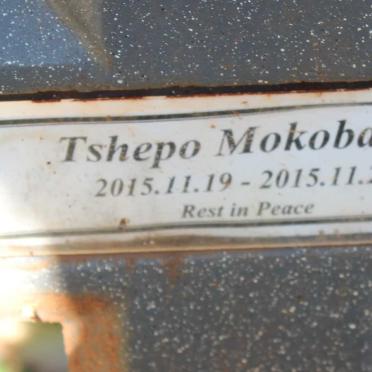 Tshepo Mokoba
2015.11.19 - 2015.11.2
Rest in Peace